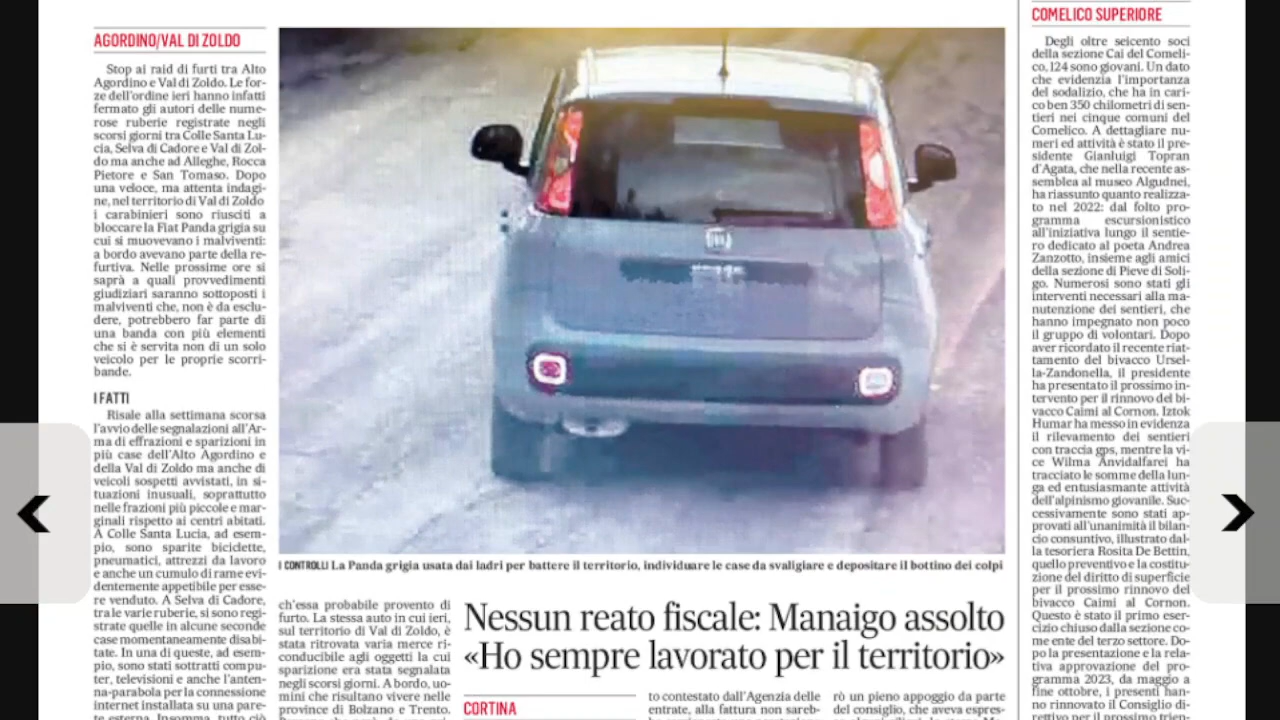 AGORDINO/VAL DI ZOLDO
Stop ai raid di furti tra Alto
Agordino e Val di Zoldo. Le for-
ze dell'ordine ieri hanno infatti
fermato gli autori delle nume-
rose ruberie registrate negli
scorsi giorni tra Colle Santa Lu-
cia, Selva di Cadore e Val di Zol-
do ma anche ad Alleghe, Rocca
Pietore e San Tomaso. Dopo
una veloce, ma attenta indagi-
ne, nel territorio di Val di Zoldo
i carabinieri sono riusciti a
bloccare la Fiat Panda grigia su
cui si muovevano i malviventi:
a bordo avevano parte della re-
furtiva. Nelle prossime ore si
saprà a quali provvedimenti
giudiziari saranno sottoposti i
malviventi che, non è da esclu-
dere, potrebbero far parte di
una banda con più elementi
che si è servita non di un solo
veicolo per le proprie scorri-
bande.
I FATTI
Risale alla settimana scorsa
l'avvio delle segnalazioni all'Ar-
ma di effrazioni e sparizioni in
più case dell'Alto Agordino e
della Val di Zoldo ma anche di
veicoli sospetti avvistati, in si-
tuazioni inusuali, soprattutto
nelle frazioni più piccole e mar-
ginali rispetto ai centri abitati.
A Colle Santa Lucia, ad esem-
pio, sono sparite biciclette,
pneumatici, attrezzi da lavoro
e anche un cumulo di rame evi-
dentemente appetibile per esse-
re venduto. A Selva di Cadore,
tra le varie ruberie, si sono regi-
strate quelle in alcune seconde
case momentaneamente disabi-
tate. In una di queste, ad esem-
pio, sono stati sottratti compu-
ter, televisioni e anche l'anten-
na-parabola per la connessione
internet installata su una pare-
te esterna. Insomma, tutto ciò
I CONTROLLI La Panda grigia usata dai ladri per battere il territorio, individuare le case da svaligiare e depositare il bottino dei colpi
ch'essa probabile provento di
furto. La stessa auto in cui ieri,
sul territorio di Val di Zoldo, è
stata ritrovata varia merce ri-
conducibile agli oggetti la cui
sparizione era stata segnalata
negli scorsi giorni. A bordo, uo-
mini che risultano vivere nelle
province di Bolzano e Trento.
Nessun reato fiscale: Manaigo assolto
«Ho sempre lavorato per il territorio»
CORTINA
to contestato dall'Agenzia delle
entrate, alla fattura non sareb-
rò un pieno appoggio da parte
del consiglio, che aveva espres-
COMELICO SUPERIORE
Degli oltre seicento soci
della sezione Cai del Comeli-
co, 124 sono giovani. Un dato
che evidenzia l'importanza
del sodalizio, che ha in cari-
co ben 350 chilometri di sen-
tieri nei cinque comuni del
Comelico. A dettagliare nu-
meri ed attività è stato il pre-
sidente Gianluigi Topran
d'Agata, che nella recente as-
semblea al museo Algudnei,
ha riassunto quanto realizza-
to nel 2022: dal folto pro-
gramma escursionistico
all'iniziativa lungo il sentie-
ro dedicato al poeta Andrea
Zanzotto, insieme agli amici
della sezione di Pieve di Soli-
go. Numerosi sono stati gli
interventi necessari alla ma-
nutenzione dei sentieri, che
hanno impegnato non poco
il gruppo di volontari. Dopo
aver ricordato il recente riat-
tamento del bivacco Ursel-
la-Zandonella, il presidente
ha presentato il prossimo in-
tervento per il rinnovo del bi-
vacco Caimi al Cornon. Iztok
Humar ha messo in evidenza
il rilevamento dei sentieri
con traccia gps, mentre la vi-
ce Wilma Anvidalfarei ha
tracciato le somme della lun-
ga ed entusiasmante attività
dell'alpinismo giovanile. Suc-
cessivamente sono stati ap-
provati all'unanimità il bilan-
cio consuntivo, illustrato dal-
la tesoriera Rosita De Bettin,
quello preventivo e la costitu-
zione del diritto di superficie
per il prossimo rinnovo del
bivacco Caimi al Cornon.
Questo è stato il primo eser-
cizio chiuso dalla sezione co-
me ente del terzo settore. Do-
po la presentazione e la rela-
tiva approvazione del pro-
gramma 2023, da maggio a
fine ottobre, i presenti han-
no rinnovato il Consiglio di-
rettivo per il prossimo trien-